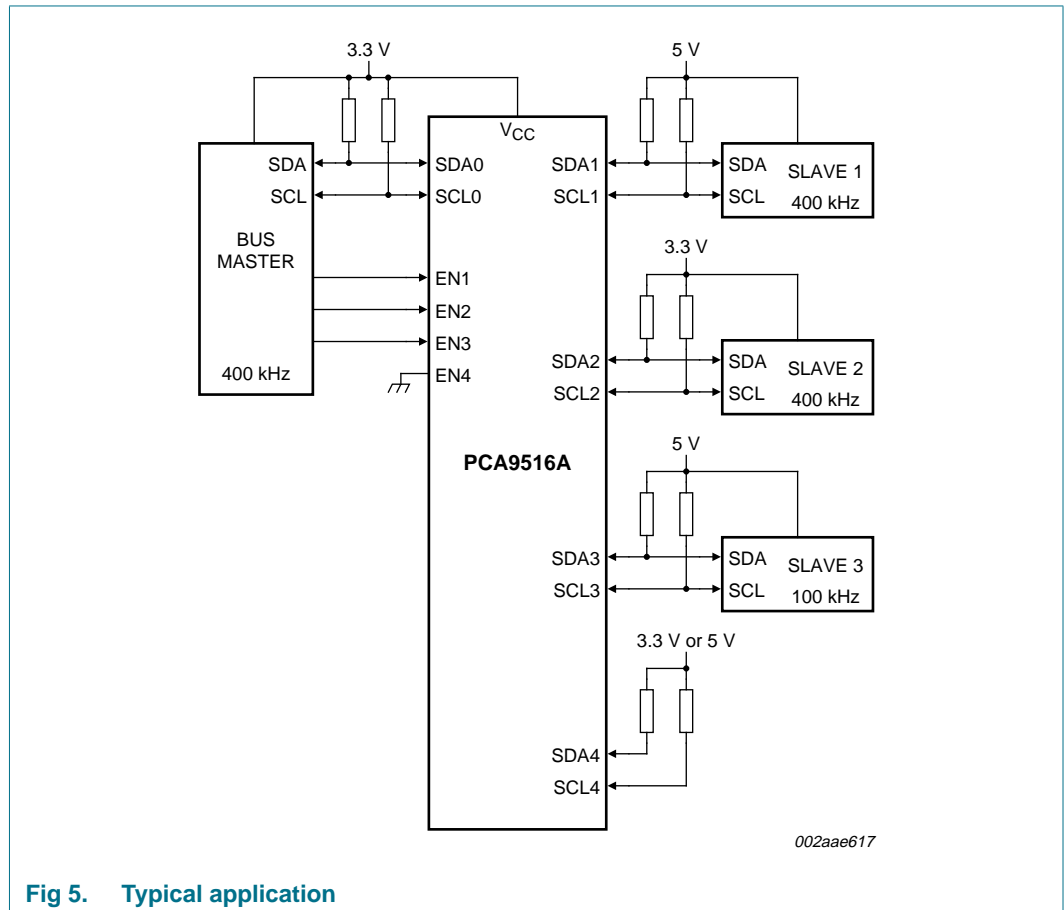 3.3 V
5 V
V_CC
SDA
SDA0
SDA1
SDA
SLAVE 1
SCL
SCL0
SCL1
SCL
400 kHz
BUS
MASTER
3.3 V
EN1
EN2
EN3
SDA2
SDA
SLAVE 2
400 kHz
EN4
SCL2
SCL
400 kHz
5 V
PCA9516A
SDA3
SDA
SLAVE 3
SCL3
SCL
100 kHz
3.3 V or 5 V
SDA4
SCL4
002aae617
Fig 5. Typical application